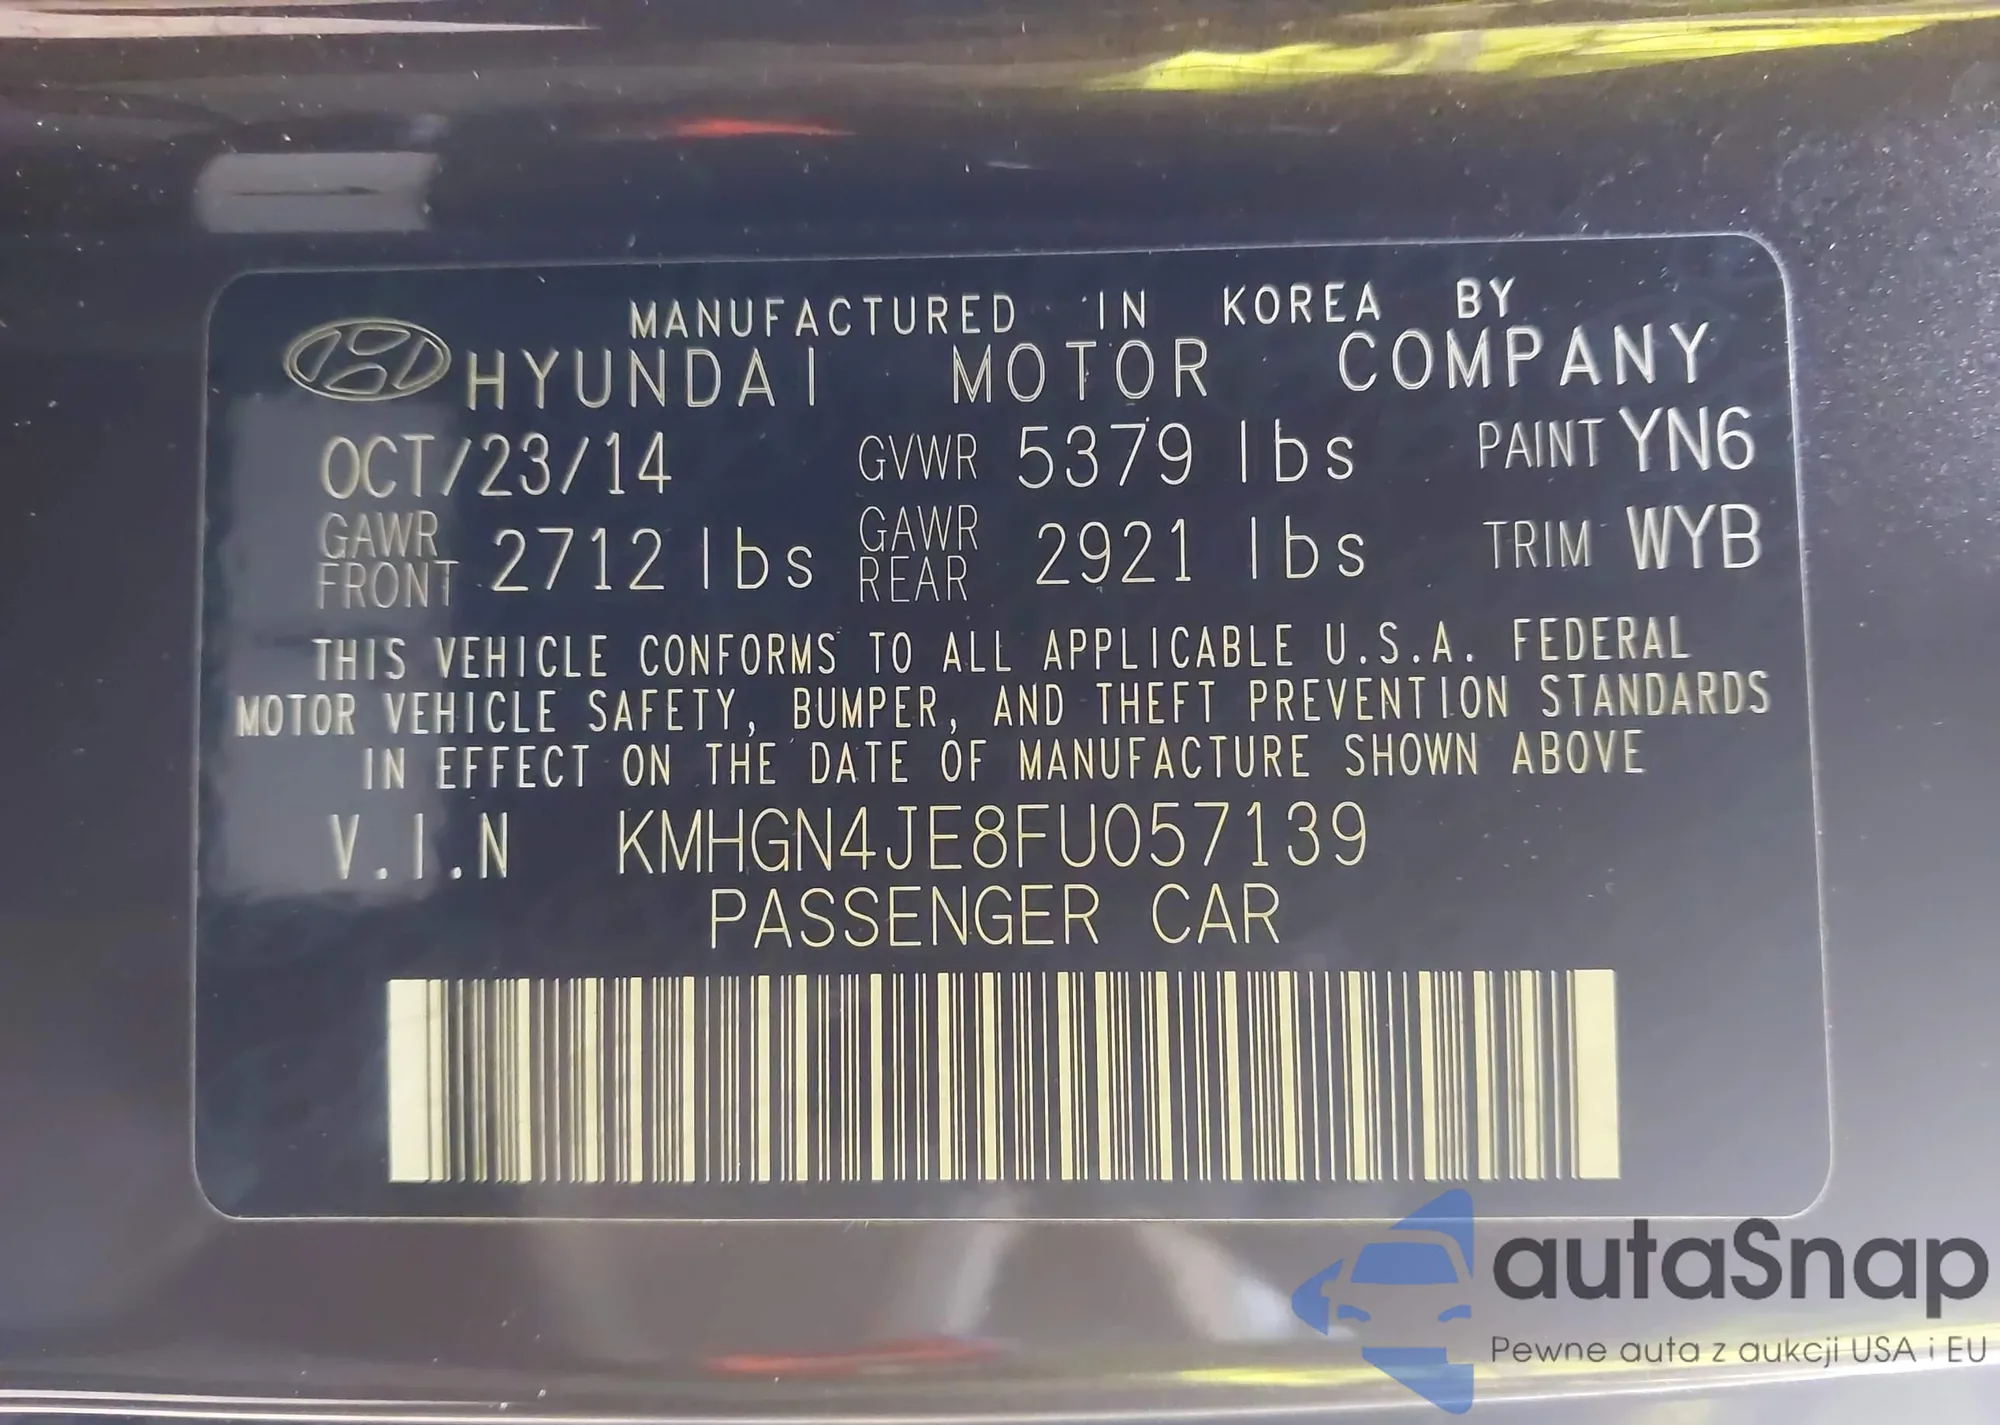 MANUFACTURED IN KOREA BY
HYUNDAI MOTOR COMPANY
OCT/23/14 GVWR 5379 lbs PAINT YN6
GAWR FRONT 2712 lbs GAWR REAR 2921 lbs TRIM WYB
THIS VEHICLE CONFORMS TO ALL APPLICABLE U.S.A. FEDERAL
MOTOR VEHICLE SAFETY, BUMPER, AND THEFT PREVENTION STANDARDS
IN EFFECT ON THE DATE OF MANUFACTURE SHOWN ABOVE
V.I.N KMHGN4JE8FU057139
PASSENGER CAR
autaSnap
Pewne auta z aukcji USA i EU